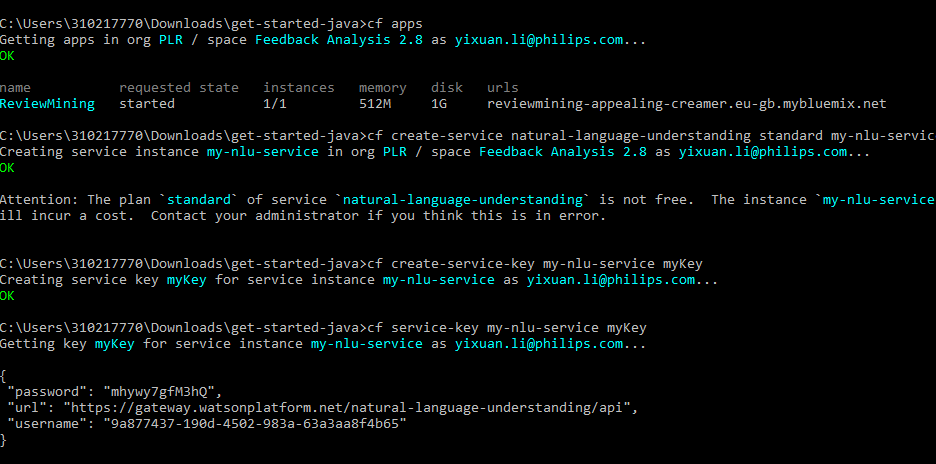 C:\Users\310217770\Downloads\get-started-java>cf apps
Getting apps in org PLR / space Feedback Analysis 2.8 as yixuan.li@philips.com...
OK
name requested state instances memory disk urls
ReviewMining started 1/1 512M 1G reviewmining-appealing-creamer.eu-gb.mybluemix.net
C:\Users\310217770\Downloads\get-started-java>cf create-service natural-language-understanding standard my-nlu-servic
Creating service instance my-nlu-service in org PLR / space Feedback Analysis 2.8 as yixuan.li@philips.com...
OK
Attention: The plan `standard` of service `natural-language-understanding` is not free.  The instance `my-nlu-service
ill incur a cost.  Contact your administrator if you think this is in error.
C:\Users\310217770\Downloads\get-started-java>cf create-service-key my-nlu-service myKey
Creating service key myKey for service instance my-nlu-service as yixuan.li@philips.com...
OK
C:\Users\310217770\Downloads\get-started-java>cf service-key my-nlu-service myKey
Getting key myKey for service instance my-nlu-service as yixuan.li@philips.com...
{
"password": "mhywy7gfM3hQ",
"url": "https://gateway.watsonplatform.net/natural-language-understanding/api",
"username": "9a877437-190d-4502-983a-63a3aa8f4b65"
}